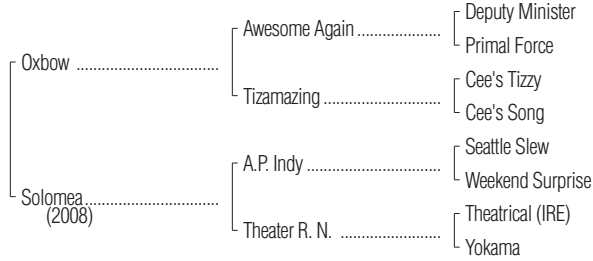 Deputy Minister
Awesome Again ....................
Primal Force
Oxbow ..................................
Cee's Tizzy
Tizamazing ............................
Cee's Song
Seattle Slew
A.P. Indy ................................
Weekend Surprise
Solomea................................
(2008)
Theatrical (IRE)
Theater R. N. ........................
Yokama